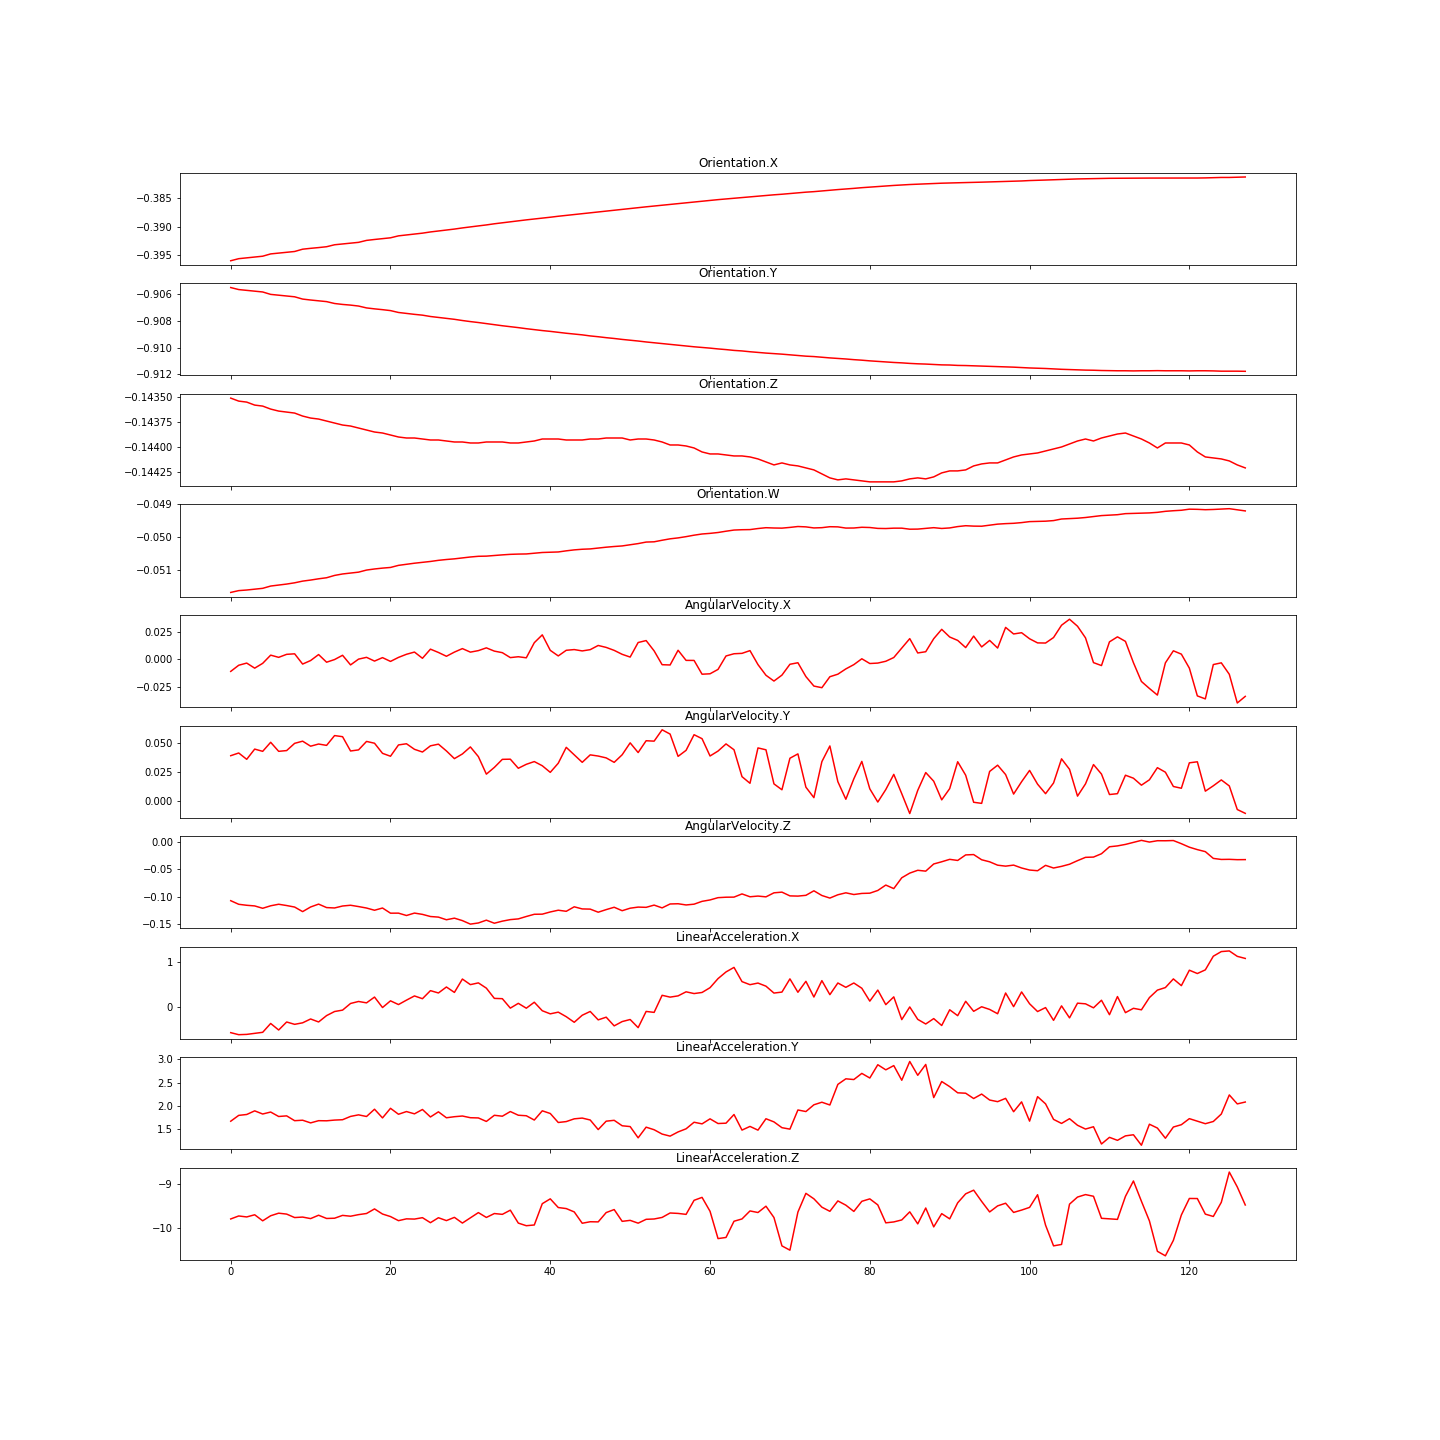 Orientation.X
−0.385
−0.390
−0.395
Orientation.Y
−0.906
−0.908
−0.910
−0.912
Orientation.Z
−0.14350
−0.14375
−0.14400
−0.14425
Orientation.W
−0.049
−0.050
−0.051
AngularVelocity.X
0.025
0.000
−0.025
AngularVelocity.Y
0.050
0.025
0.000
AngularVelocity.Z
0.00
−0.05
−0.10
−0.15
LinearAcceleration.X
1
0
LinearAcceleration.Y
3.0
2.5
2.0
1.5
LinearAcceleration.Z
−9
−10
0 20 40 60 80 100 120